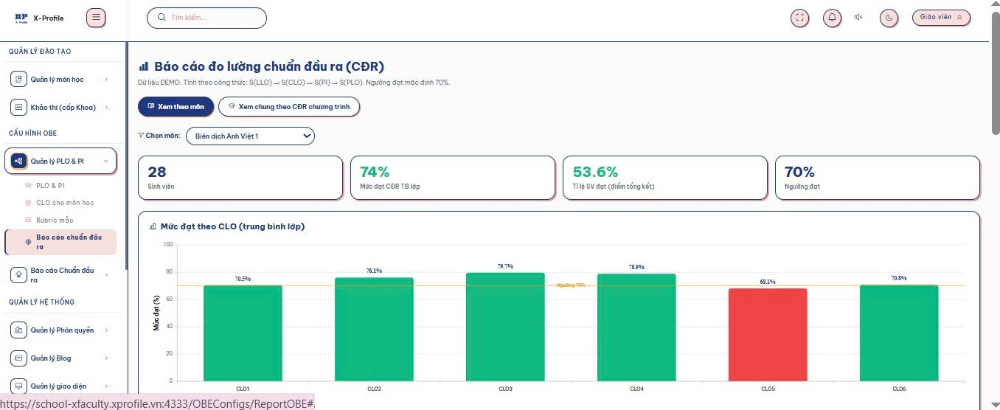 X-P
X-Profile
X-Profile
Tìm kiếm...
Giáo viên
QUẢN LÝ ĐÀO TẠO
Quản lý môn học
Khảo thí (cấp Khoa)
CẤU HÌNH OBE
Quản lý PLO & PI
PLO & PI
CLO cho môn học
Rubric mẫu
Báo cáo chuẩn đầu
ra
Báo cáo Chuẩn đầu
ra
QUẢN LÝ HỆ THỐNG
Quản lý Phân quyền
Quản lý Blog
Quản lý giao diện
https://school-xfaculty.xprofile.vn:4333/OBEConfigs/ReportOBE#.
Báo cáo đo lường chuẩn đầu ra (CĐR)
Dữ liệu DEMO. Tính theo công thức: S(LLO) → S(CLO) → S(PI) → S(PLO). Ngưỡng đạt mặc định 70%.
Xem theo môn
Xem chung theo CĐR chương trình
Chọn môn:
Biên dịch Anh Việt 1
28
Sinh viên
74%
Mức đạt CĐR TB lớp
53.6%
Tỉ lệ SV đạt (điểm tổng kết)
70%
Ngưỡng đạt
Mức đạt theo CLO (trung bình lớp)
Mức đạt (%)
100
80
60
40
20
0
70.5%
76.1%
79.7%
78.9%
68.1%
70.8%
Ngưỡng 70%
CLO1
CLO2
CLO3
CLO4
CLO5
CLO6